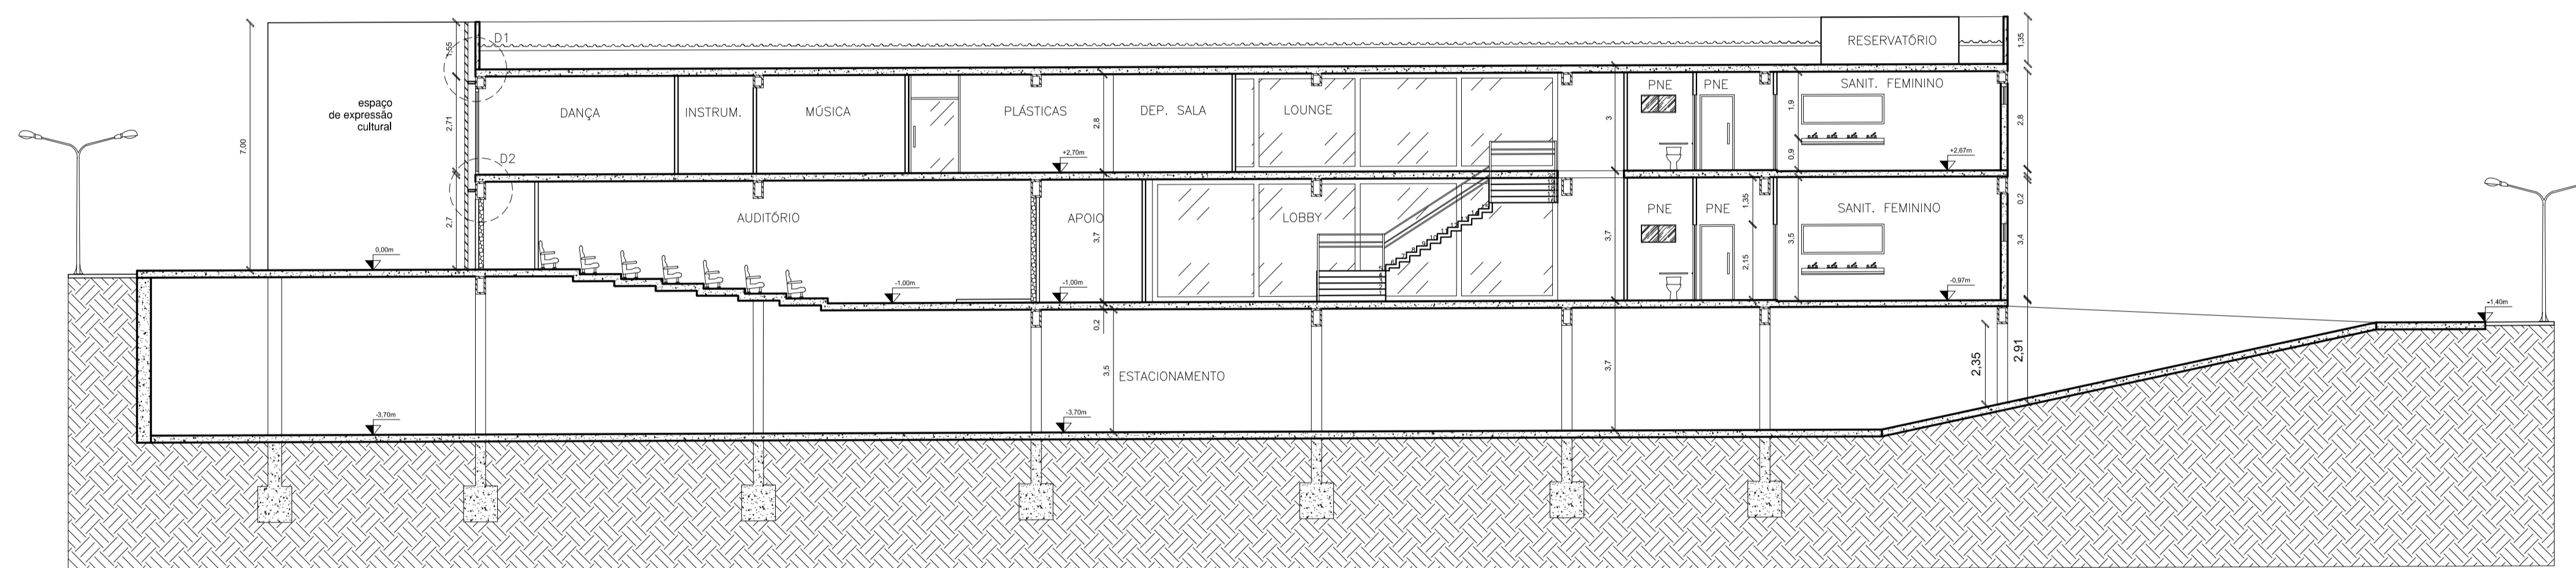 RESERVATÓRIO
1,35
D1
1,55
espaço
de expressão
cultural
7,00
2,71
DANÇA
INSTRUM.
MÚSICA
PLÁSTICAS
2,8
DEP. SALA
LOUNGE
3
PNE
PNE
1,9
0,9
SANIT. FEMININO
2,8
D2
+2,70m
+2,67m
2,7
AUDITÓRIO
APOIO
3,7
LOBBY
3,7
PNE
PNE
1,35
2,15
3,5
SANIT. FEMININO
0,2
3,4
0,00m
-1,00m
-1,00m
-0,97m
-1,40m
0,2
3,5
ESTACIONAMENTO
3,7
2,35
2,91
-3,70m
-3,70m